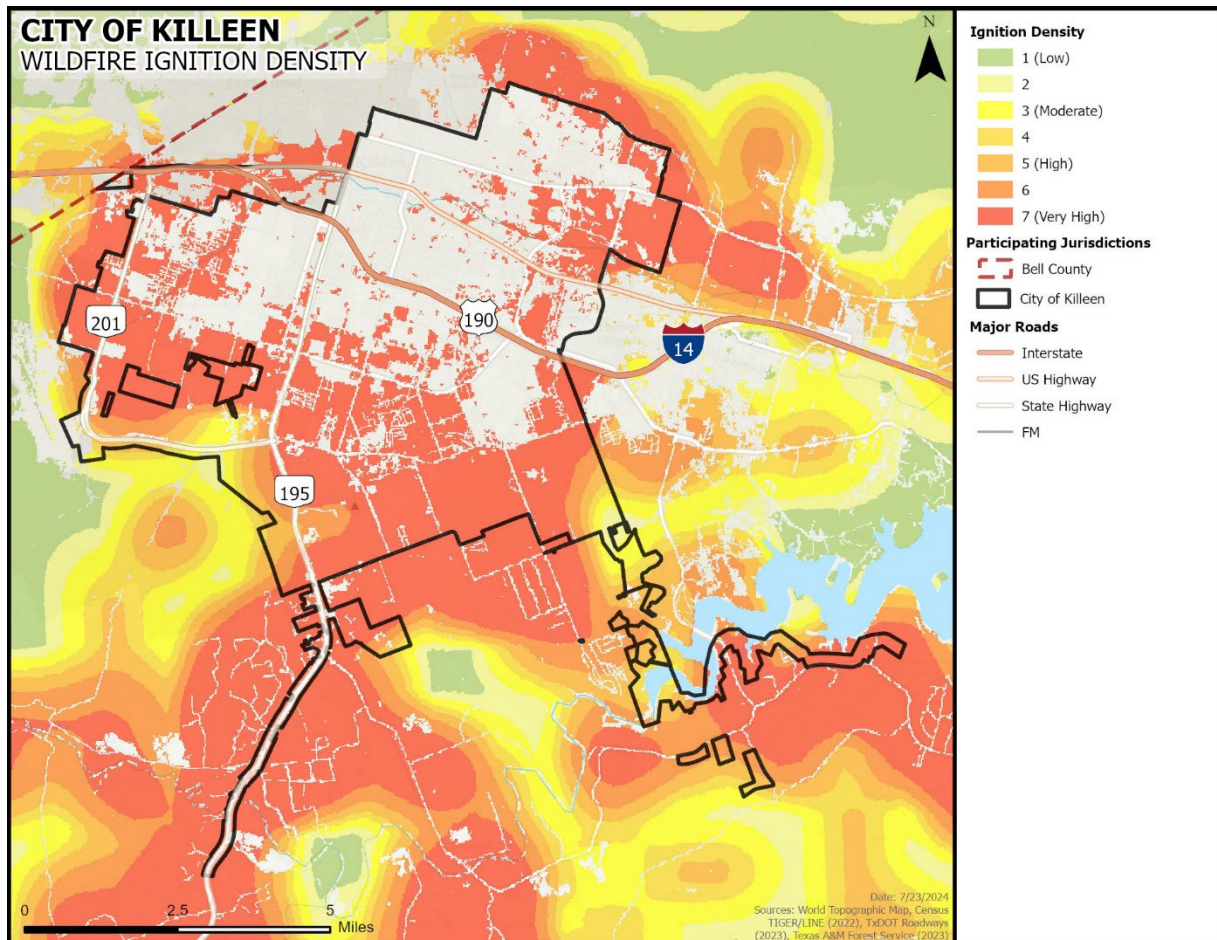 CITY OF KILLEEN
WILDFIRE IGNITION DENSITY
N
201
190
14
195
0 2.5 5
Miles
Date: 7/23/2024
Sources: World Topographic Map, Census
TIGER/LINE (2022), TxDOT Roadways
(2023), Texas A&M Forest Service (2023)
Ignition Density
1 (Low)
2
3 (Moderate)
4
5 (High)
6
7 (Very High)
Participating Jurisdictions
Bell County
City of Killeen
Major Roads
Interstate
US Highway
State Highway
FM